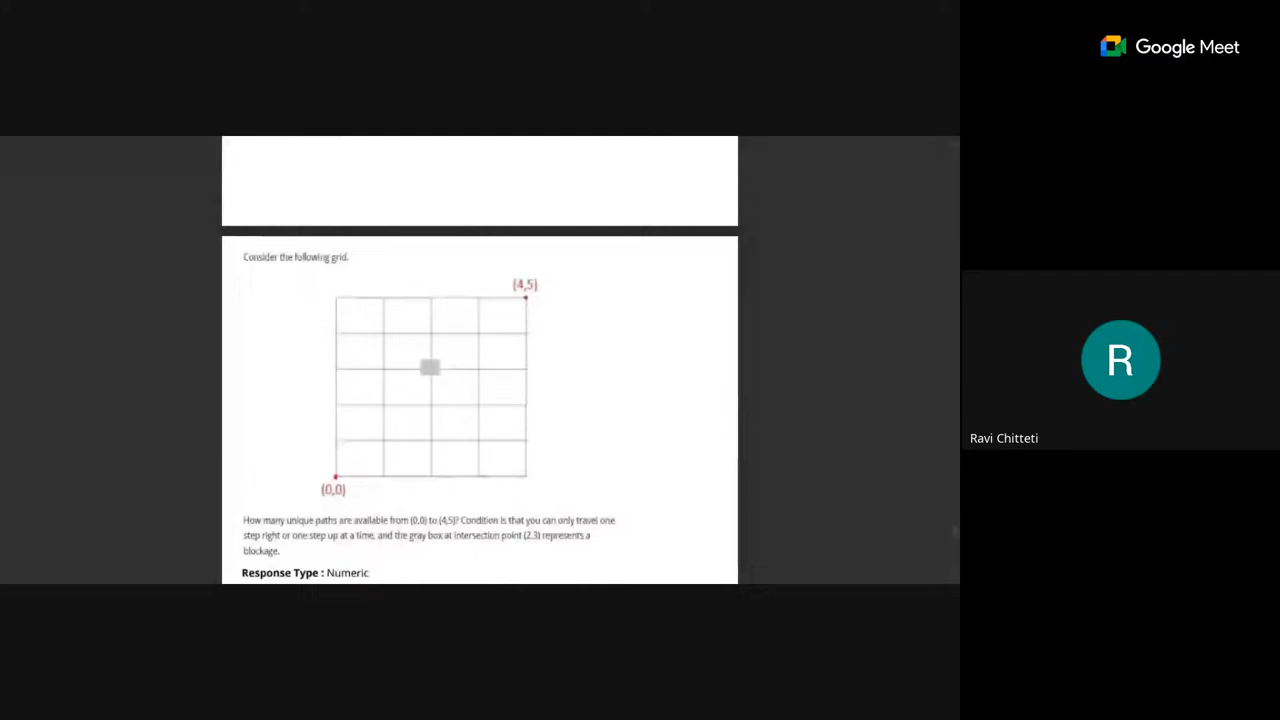 Google Meet
Consider the following grid.
(4,5)
(0,0)
How many unique paths are available from (0,0) to (4,5)? Condition is that you can only travel one
step right or one step up at a time, and the gray box at intersection point (2,3) represents a
blockage.
Response Type : Numeric
R
Ravi Chitteti